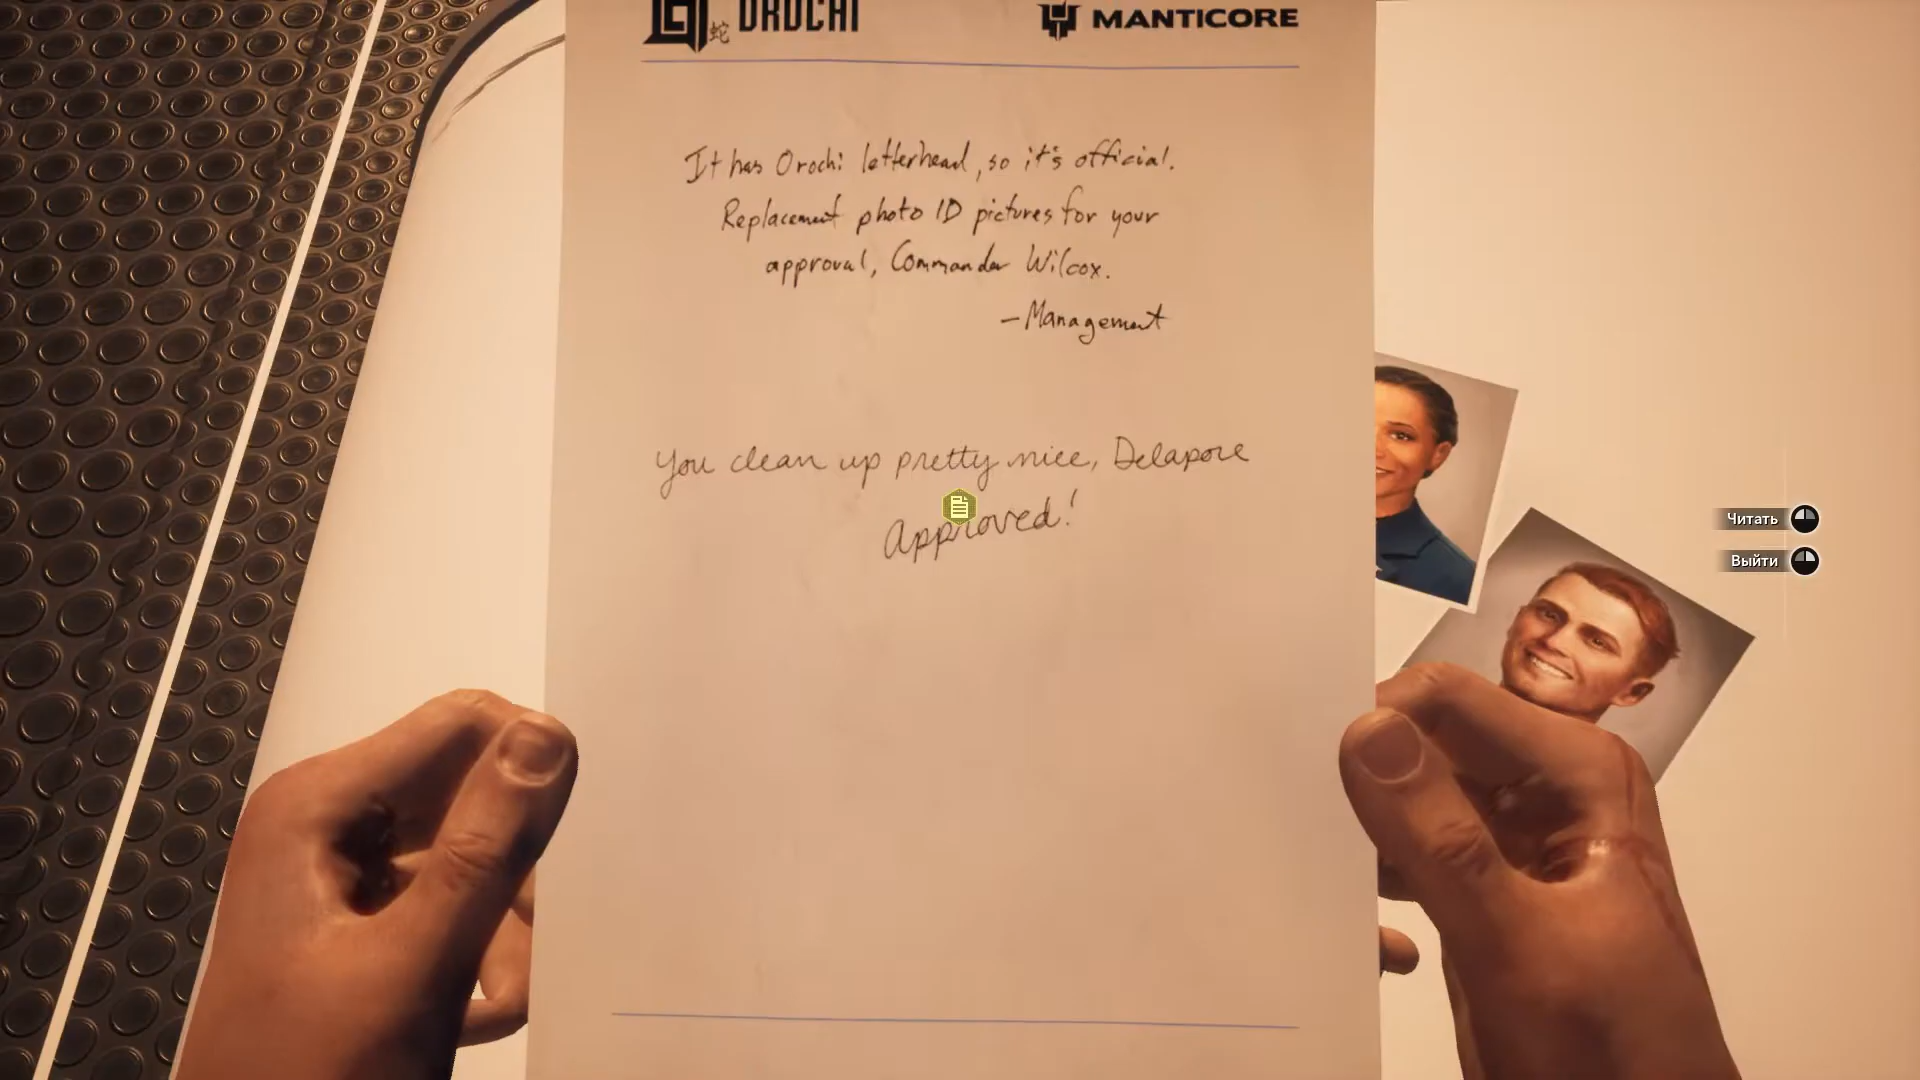 OROCHI
蛇
MANTICORE
It has Orochi letterhead, so it's official.
Replacement photo ID pictures for your
approval, Commander Wilcox.
—Management
You clean up pretty nice, Delapore
Approved!
Читать
Выйти